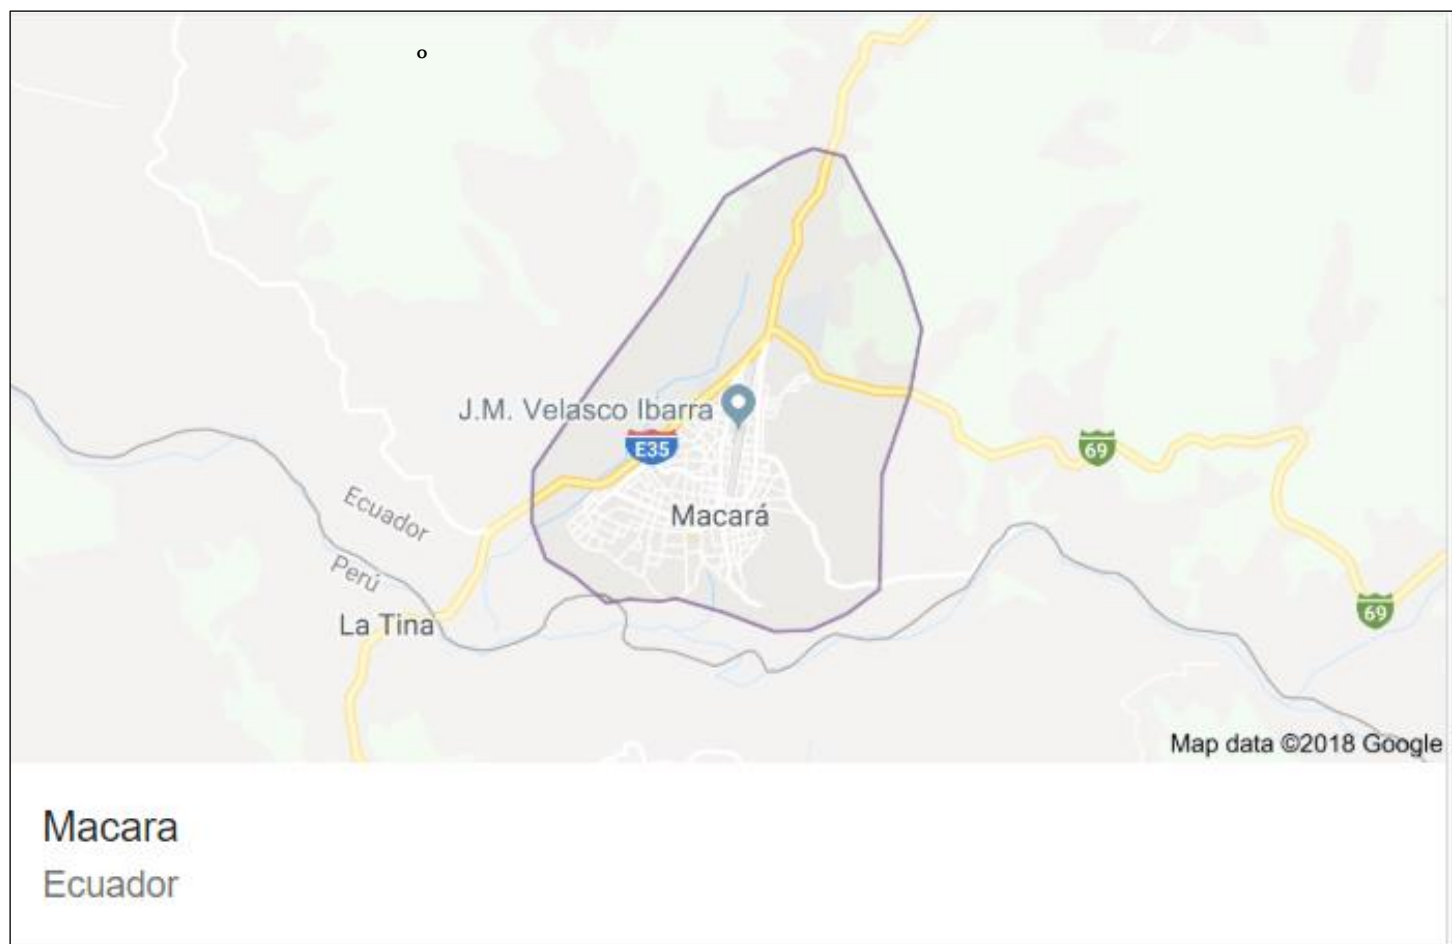 o
J.M. Velasco Ibarra
E35
69
Macará
Ecuador
Perú
La Tina
69
Map data ©2018 Google
Macara
Ecuador